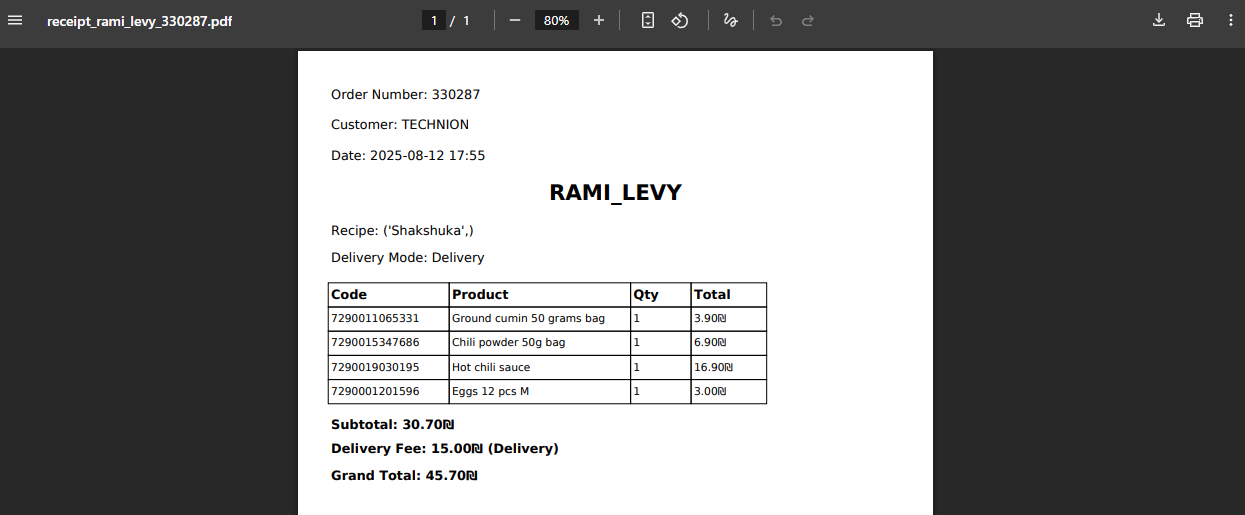 receipt_rami_levy_330287.pdf 1 / 1 80%
Order Number: 330287
Customer: TECHNION
Date: 2025-08-12 17:55
RAMI_LEVY
Recipe: ('Shakshuka',)
Delivery Mode: Delivery
Code Product Qty Total
7290011065331 Ground cumin 50 grams bag 1 3.90₪
7290015347686 Chili powder 50g bag 1 6.90₪
7290019030195 Hot chili sauce 1 16.90₪
7290001201596 Eggs 12 pcs M 1 3.00₪
Subtotal: 30.70₪
Delivery Fee: 15.00₪ (Delivery)
Grand Total: 45.70₪